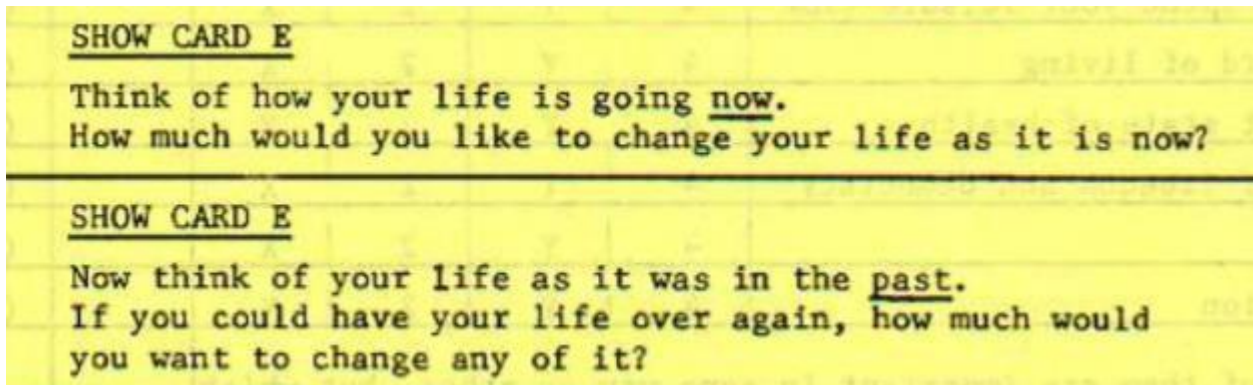 SHOW CARD E
Think of how your life is going now.
How much would you like to change your life as it is now?
SHOW CARD E
Now think of your life as it was in the past.
If you could have your life over again, how much would
you want to change any of it?